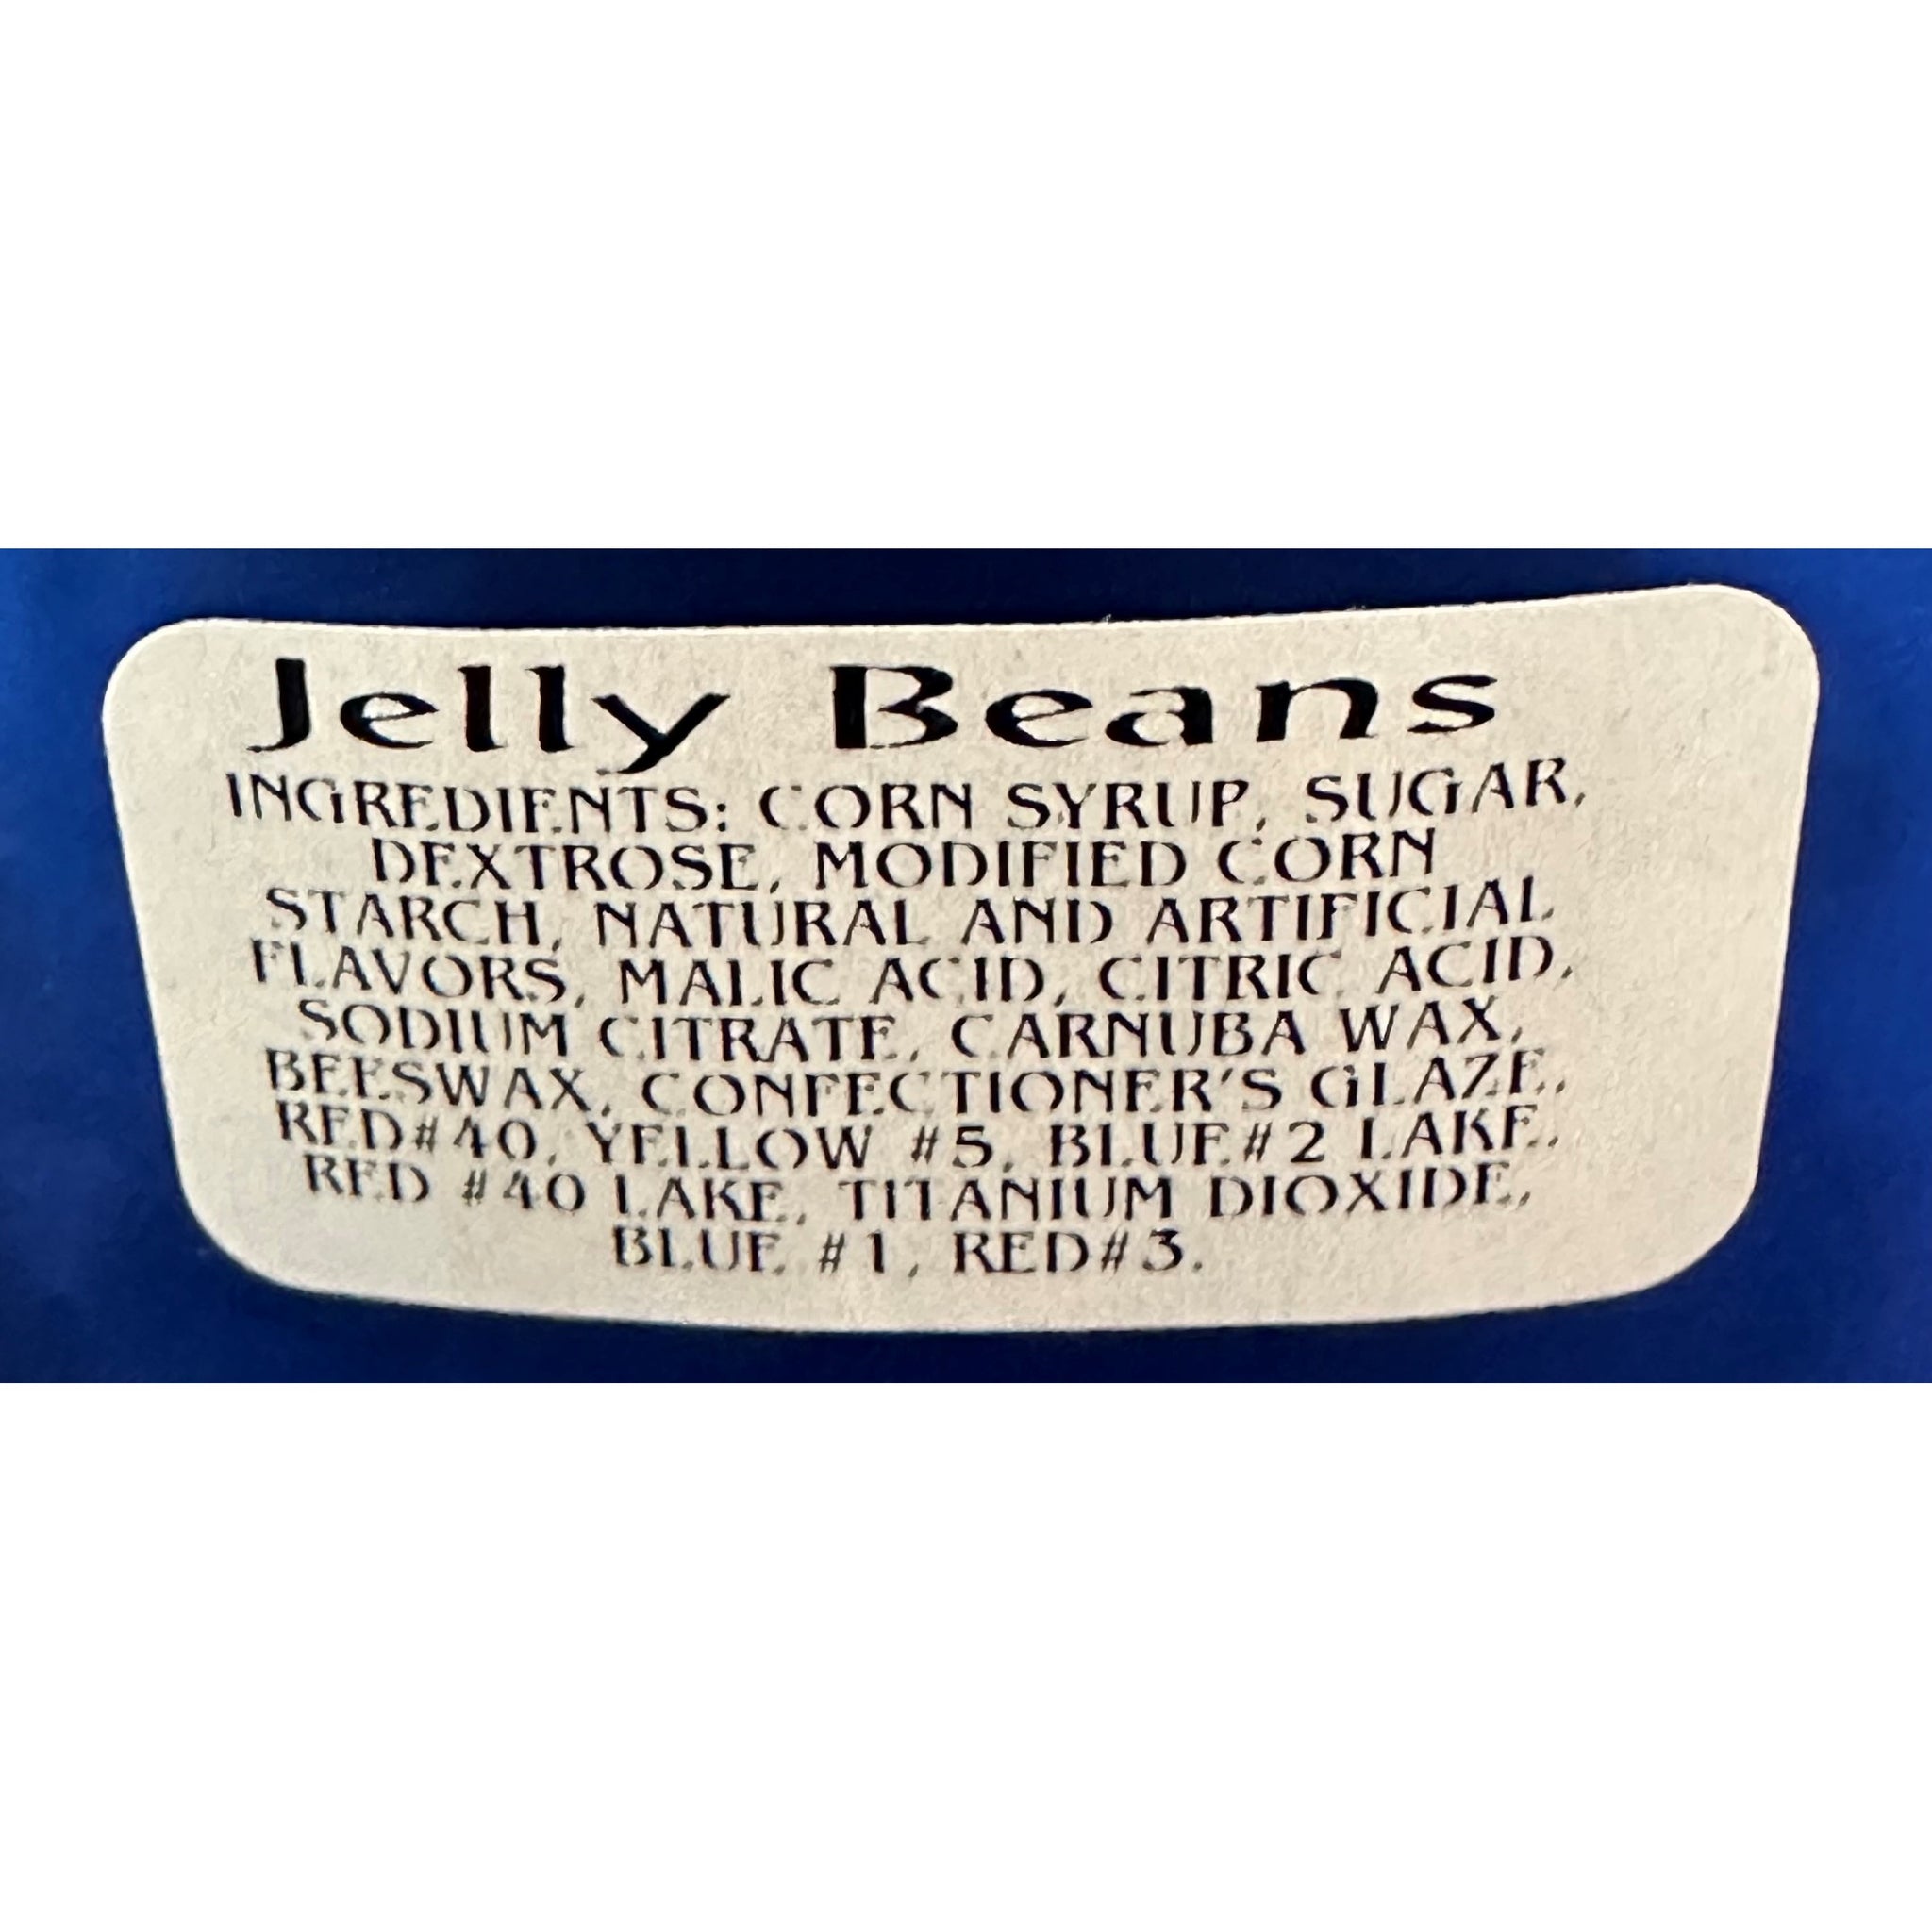 Jelly Beans
INGREDIENTS: CORN SYRUP, SUGAR,
DEXTROSE, MODIFIED CORN
STARCH, NATURAL AND ARTIFICIAL
FLAVORS, MALIC ACID, CITRIC ACID,
SODIUM CITRATE, CARNUBA WAX,
BEESWAX, CONFECTIONER'S GLAZE,
RED#40, YELLOW #5, BLUE#2 LAKE,
RED #40 LAKE, TITANIUM DIOXIDE,
BLUE #1, RED#3.